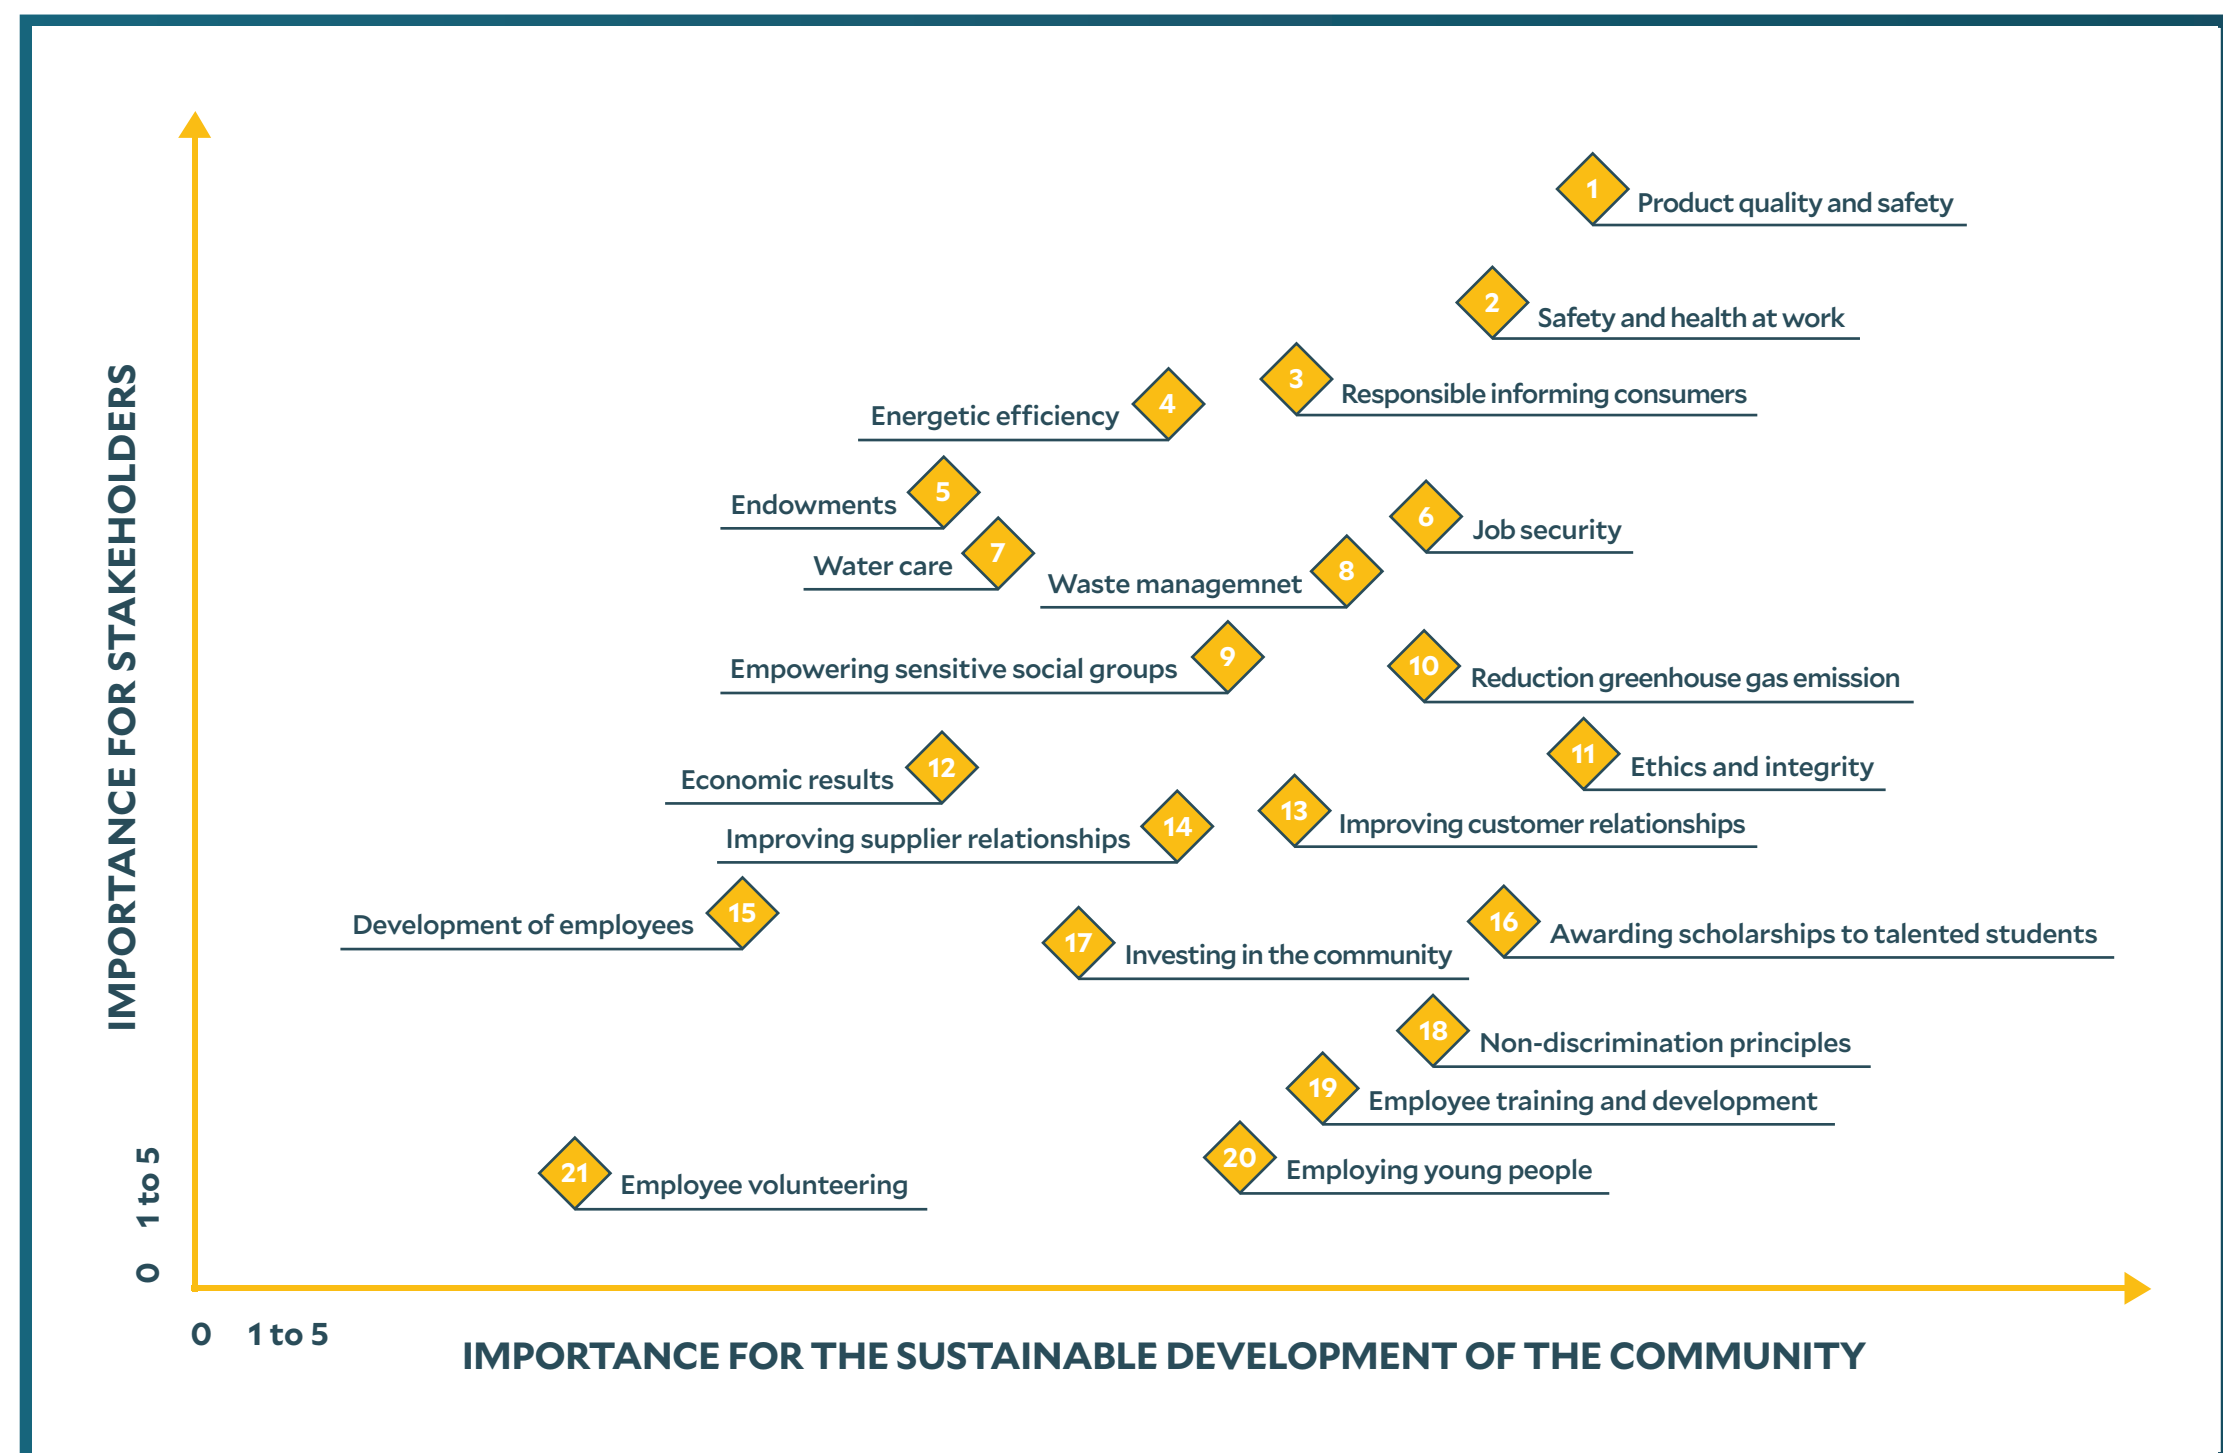 1
Product quality and safety
2
Safety and health at work
3
Responsible informing consumers
4
Energetic efficiency
5
Endowments
6
Job security
7
Water care
8
Waste managemnet
9
Empowering sensitive social groups
10
Reduction greenhouse gas emission
11
Ethics and integrity
12
Economic results
13
Improving customer relationships
14
Improving supplier relationships
15
Development of employees
16
Awarding scholarships to talented students
17
Investing in the community
18
Non-discrimination principles
19
Employee training and development
20
Employing young people
21
Employee volunteering
IMPORTANCE FOR STAKEHOLDERS
0 1 to 5
0 1 to 5
IMPORTANCE FOR THE SUSTAINABLE DEVELOPMENT OF THE COMMUNITY